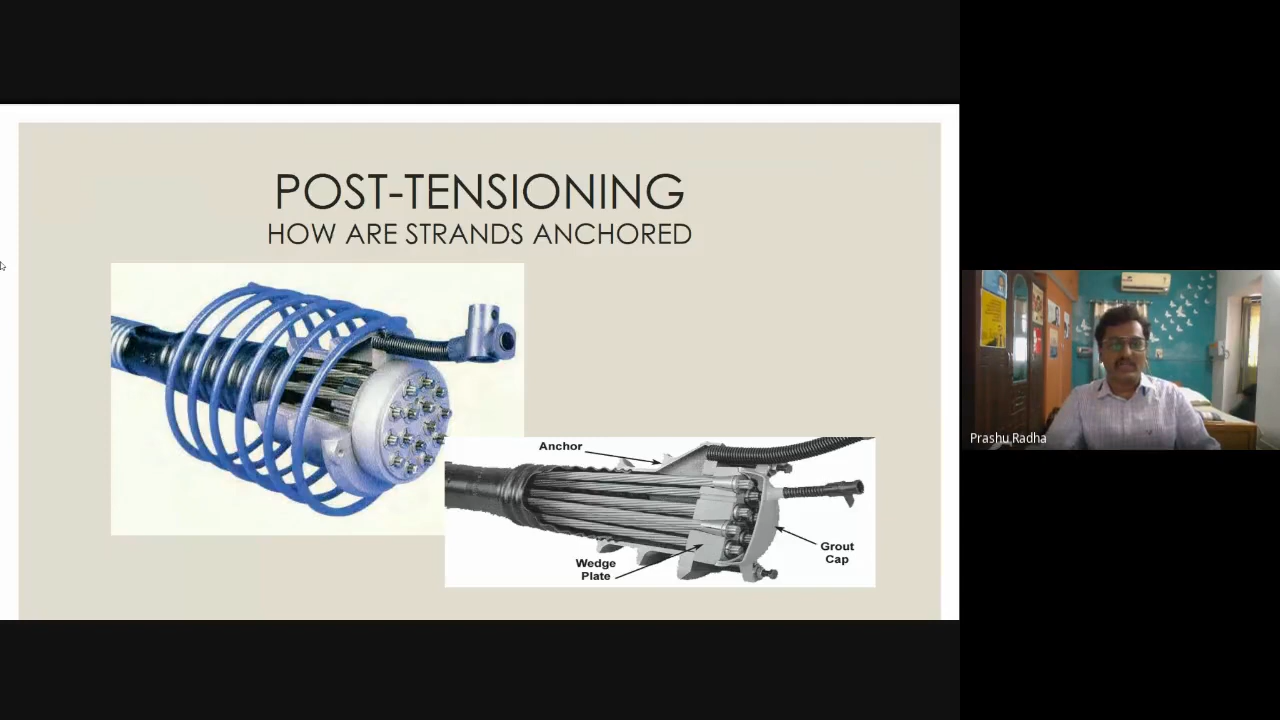 POST-TENSIONING
HOW ARE STRANDS ANCHORED
Anchor
Wedge
Plate
Grout
Cap
Prashu Radha